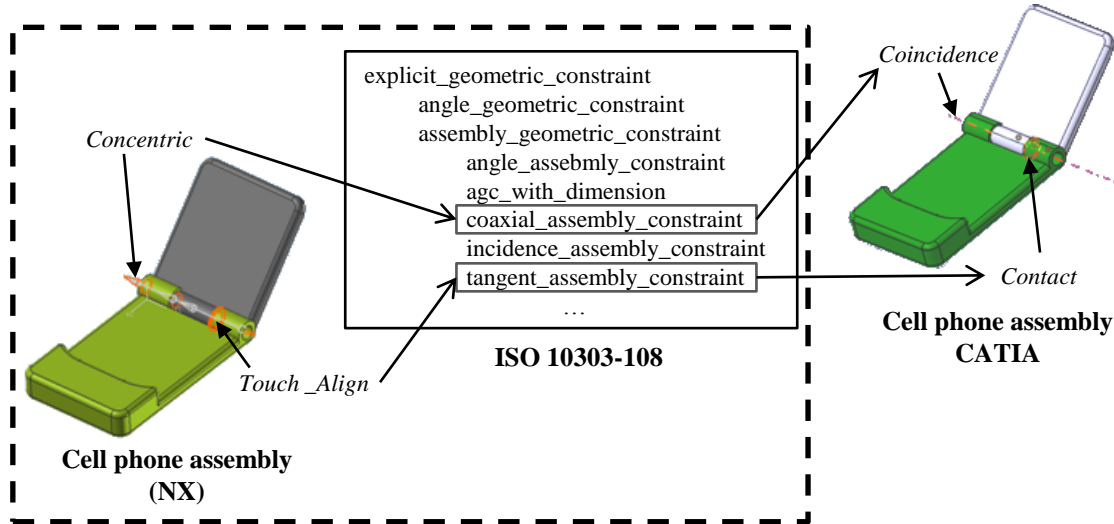 explicit_geometric_constraint
angle_geometric_constraint
assembly_geometric_constraint
angle_assebmly_constraint
agc_with_dimension
coaxial_assembly_constraint
incidence_assembly_constraint
tangent_assembly_constraint
…
ISO 10303-108
Concentric
Touch _Align
Cell phone assembly
(NX)
Coincidence
Contact
Cell phone assembly
CATIA